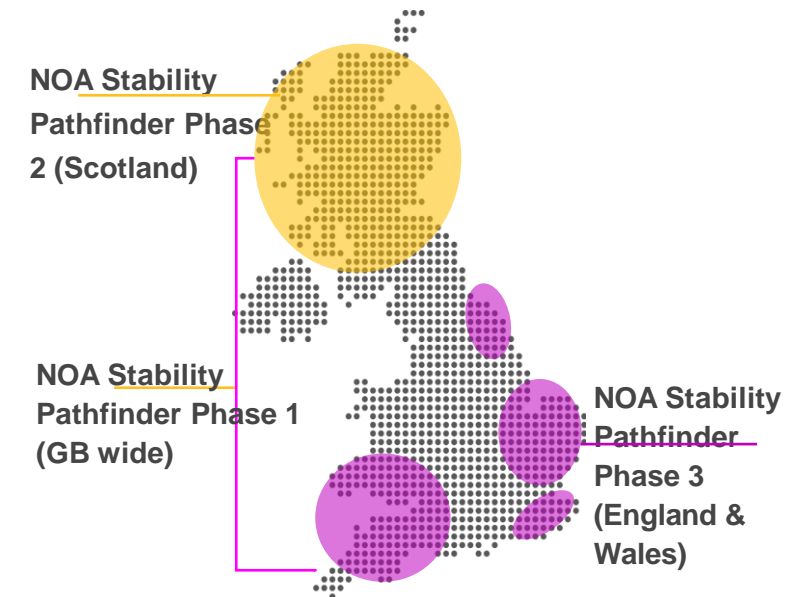 NOA Stability
Pathfinder Phase
2 (Scotland)
NOA Stability
Pathfinder Phase 1
(GB wide)
NOA Stability
Pathfinder
Phase 3
(England &
Wales)